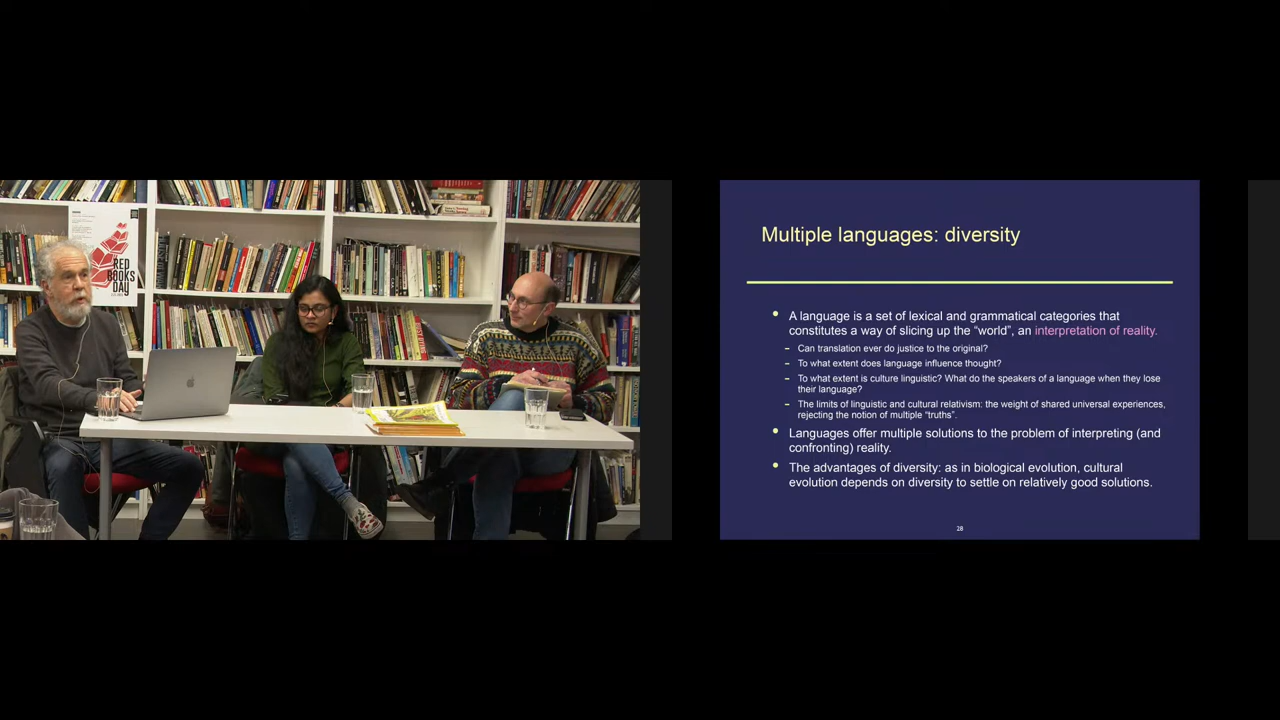 RED
BOOKS
DAY
Multiple languages: diversity
A language is a set of lexical and grammatical categories that
constitutes a way of slicing up the “world”, an interpretation of reality.
– Can translation ever do justice to the original?
– To what extent does language influence thought?
– To what extent is culture linguistic? What do the speakers of a language when they lose
their language?
– The limits of linguistic and cultural relativism: the weight of shared universal experiences,
rejecting the notion of multiple “truths”.
Languages offer multiple solutions to the problem of interpreting (and
confronting) reality.
The advantages of diversity: as in biological evolution, cultural
evolution depends on diversity to settle on relatively good solutions.
28